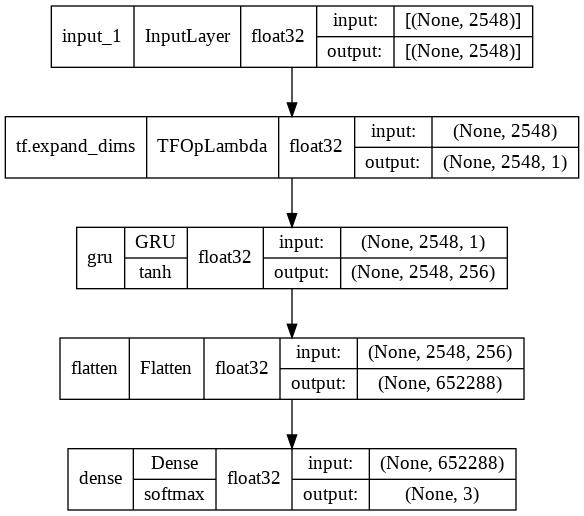 input_1 InputLayer float32 input: [(None, 2548)]
output: [(None, 2548)]
tf.expand_dims TFOpLambda float32 input: (None, 2548)
output: (None, 2548, 1)
gru GRU float32 input: (None, 2548, 1)
tanh output: (None, 2548, 256)
flatten Flatten float32 input: (None, 2548, 256)
output: (None, 652288)
dense Dense float32 input: (None, 652288)
softmax output: (None, 3)